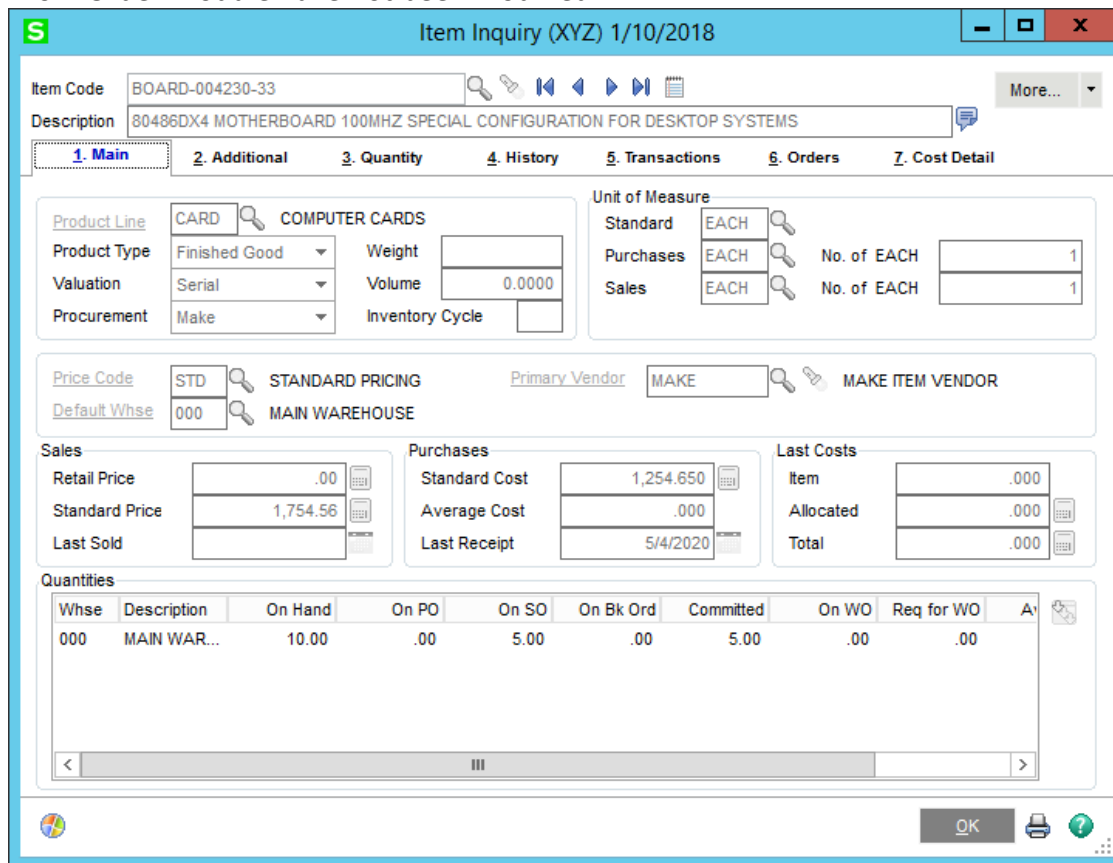 S Item Inquiry (XYZ) 1/10/2018 X
Item Code BOARD-004230-33 More...
Description 80486DX4 MOTHERBOARD 100MHZ SPECIAL CONFIGURATION FOR DESKTOP SYSTEMS
1. Main 2. Additional 3. Quantity 4. History 5. Transactions 6. Orders 7. Cost Detail
Unit of Measure
Product Line CARD COMPUTER CARDS Standard EACH
Product Type Finished Good Weight Purchases EACH No. of EACH 1
Valuation Serial Volume 0.0000 Sales EACH No. of EACH 1
Procurement Make Inventory Cycle
Price Code STD STANDARD PRICING Primary Vendor MAKE MAKE ITEM VENDOR
Default Whse 000 MAIN WAREHOUSE
Sales Purchases Last Costs
Retail Price .00 Standard Cost 1,254.650 Item .000
Standard Price 1,754.56 Average Cost .000 Allocated .000
Last Sold Last Receipt 5/4/2020 Total .000
Quantities
Whse Description On Hand On PO On SO On Bk Ord Committed On WO Req for WO
000 MAIN WAR... 10.00 .00 5.00 .00 5.00 .00 .00
OK